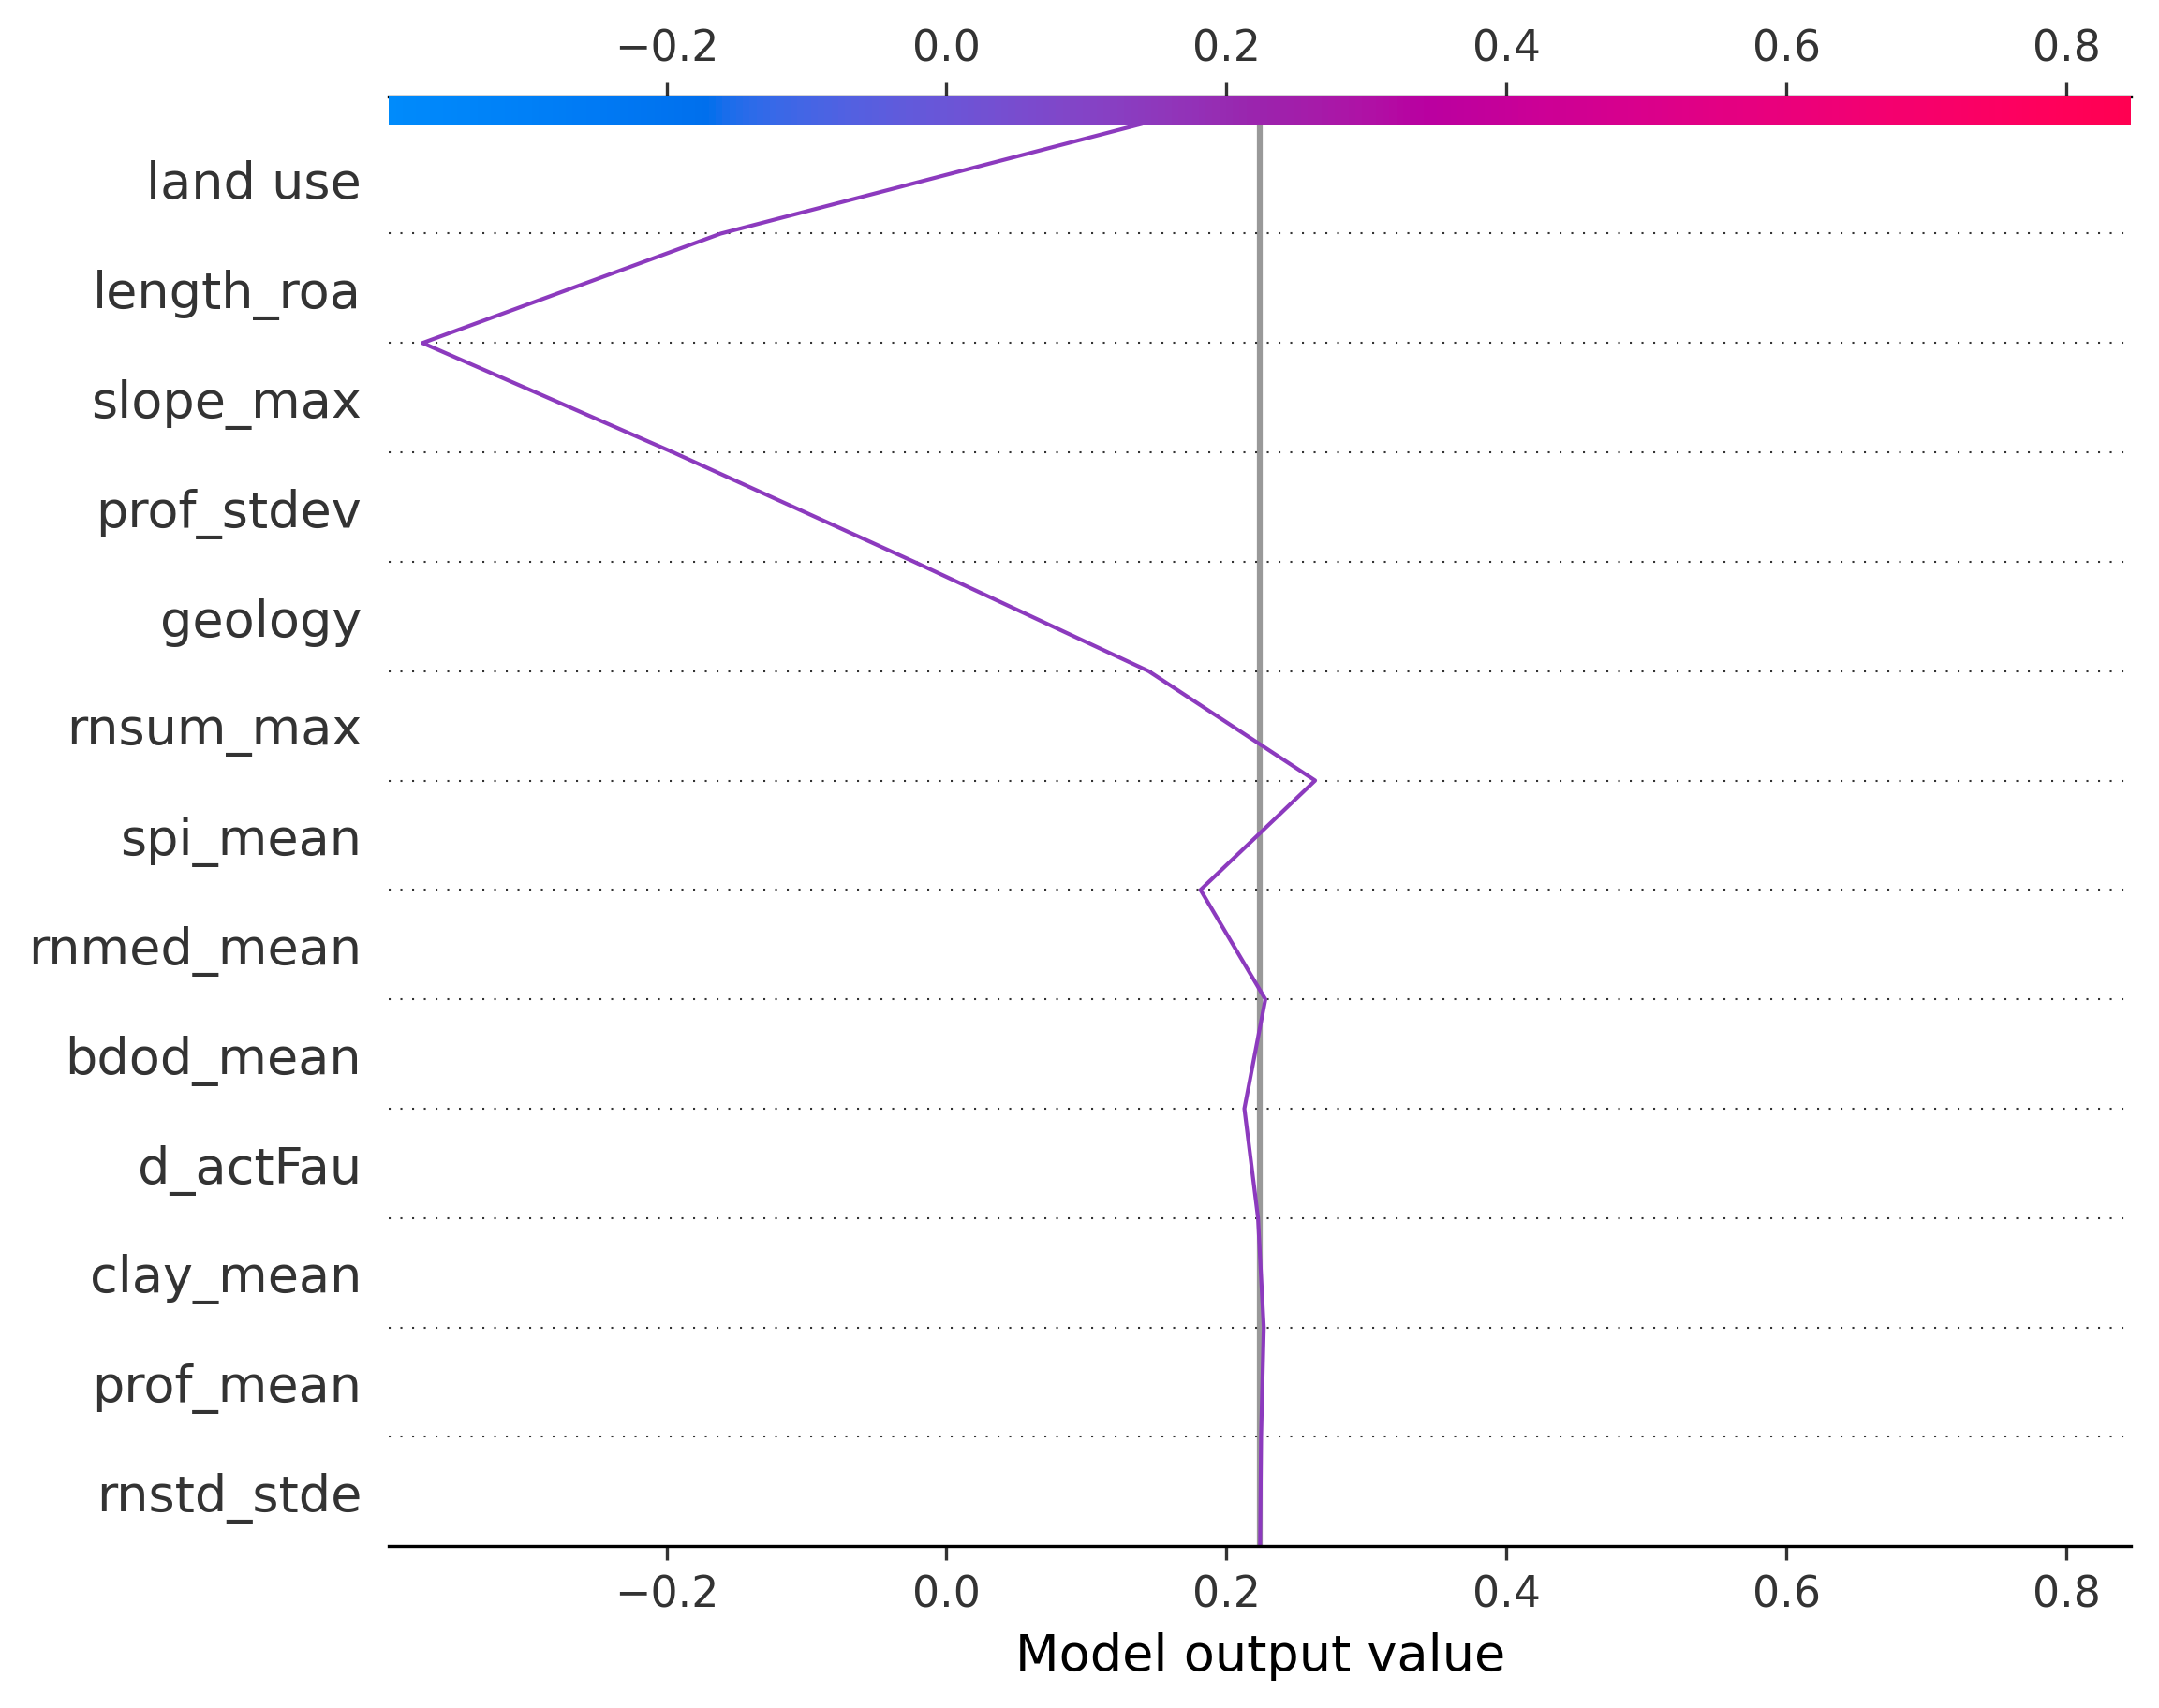 −0.2 0.0 0.2 0.4 0.6 0.8
land use
length_roa
slope_max
prof_stdev
geology
rnsum_max
spi_mean
rnmed_mean
bdod_mean
d_actFau
clay_mean
prof_mean
rnstd_stde
−0.2 0.0 0.2 0.4 0.6 0.8
Model output value